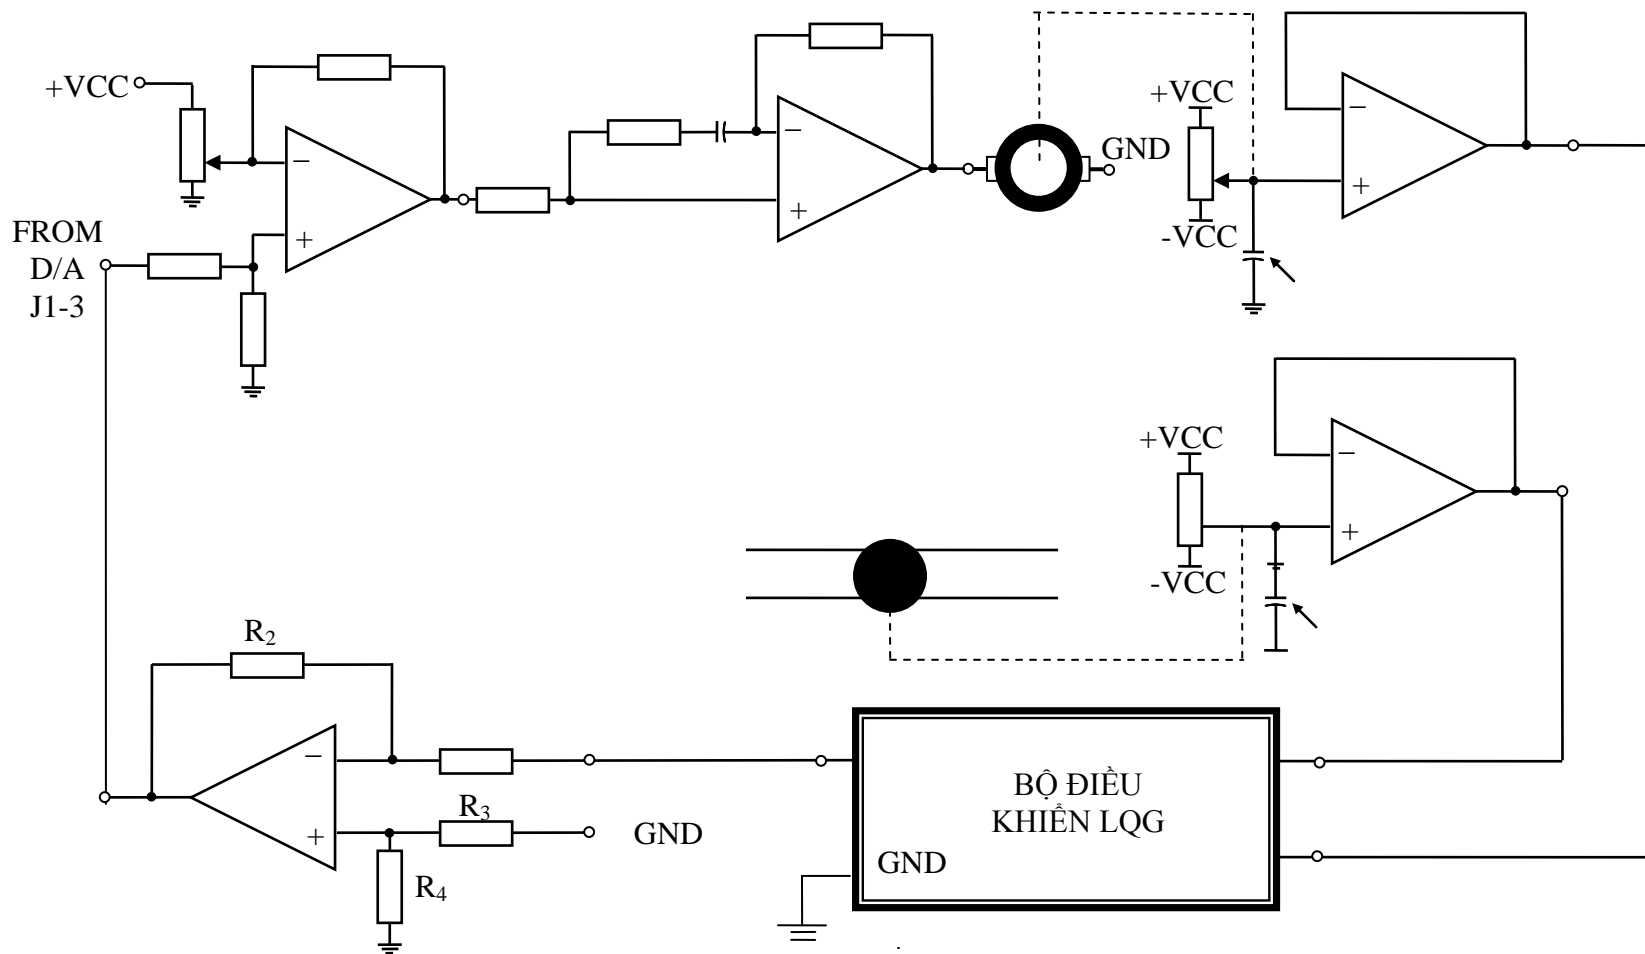 +VCC
−
+
FROM
D/A
J1-3
−
+
GND
+VCC
-VCC
−
+
+VCC
-VCC
−
+
R₂
−
+
R₃
GND
R₄
BỘ ĐIỀU
KHIỂN LQG
GND